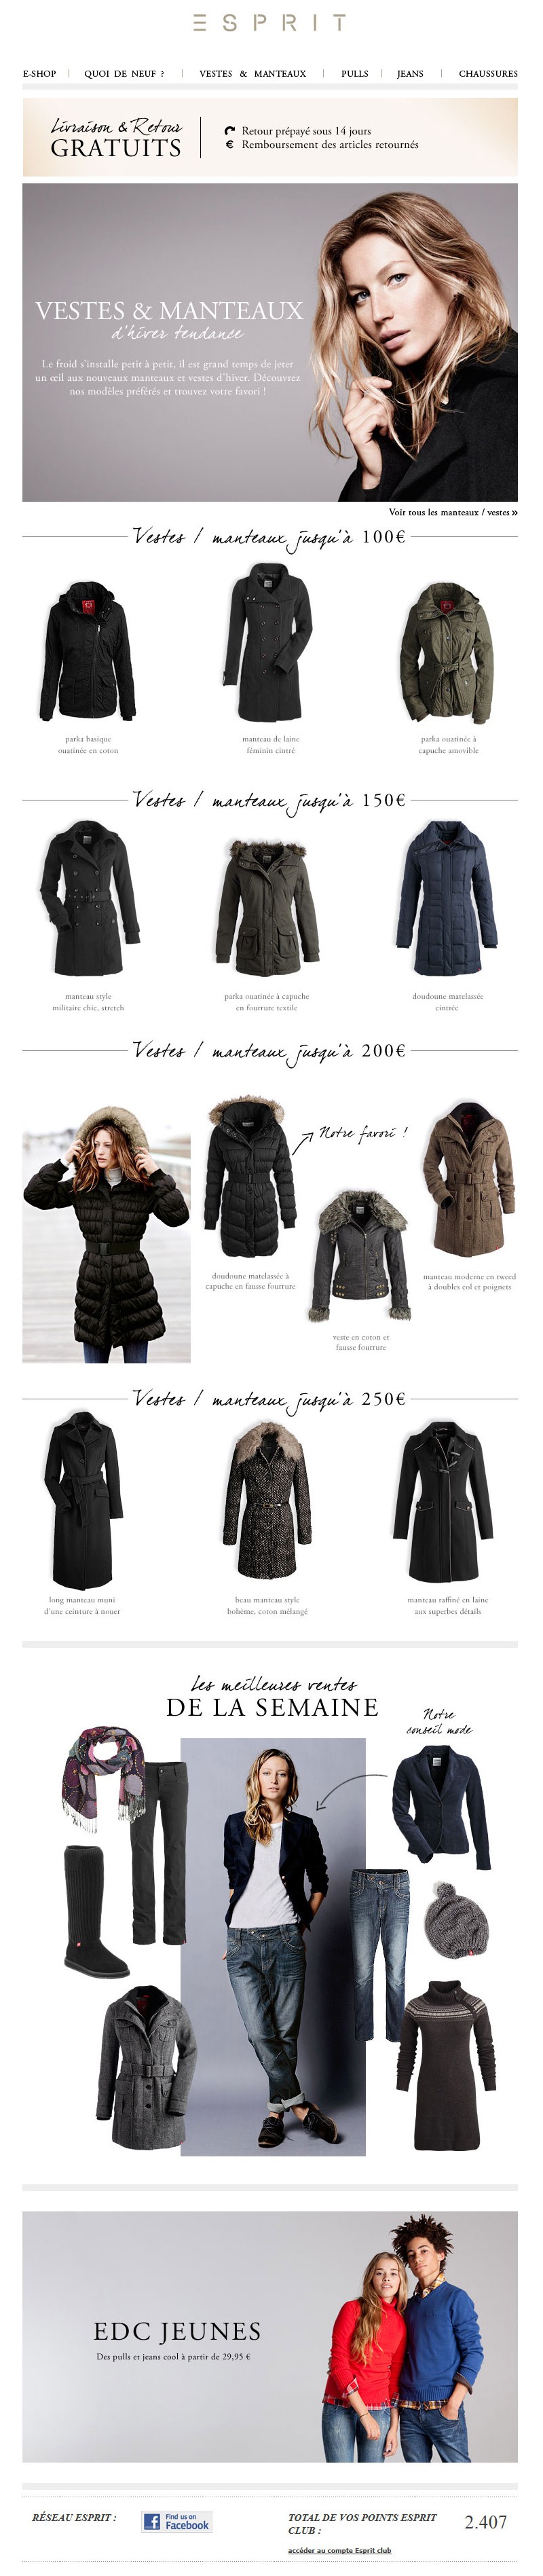 ESPRIT
E-SHOP | QUOI DE NEUF ? | VESTES & MANTEAUX | PULLS | JEANS | CHAUSSURES
Livraison & Retour
GRATUITS
Retour prépayé sous 14 jours
€ Remboursement des articles retournés
VESTES & MANTEAUX
d'hiver tendance
Le froid s'installe petit à petit, il est grand temps de jeter
un œil aux nouveaux manteaux et vestes d'hiver. Découvrez
nos modèles préférés et trouvez votre favori !
Voir tous les manteaux / vestes »
Vestes / manteaux jusqu'à 100€
parka basique
ouatinée en coton
manteau de laine
féminin cintré
parka ouatinée à
capuche amovible
Vestes / manteaux jusqu'à 150€
manteau style
militaire chic, stretch
parka ouatinée à capuche
en fourrure textile
doudoune matelassée
cintrée
Vestes / manteaux jusqu'à 200€
Notre favori !
doudoune matelassée à
capuche en fausse fourrure
manteau moderne en tweed
à doubles col et poignets
veste en coton et
fausse fourrure
Vestes / manteaux jusqu'à 250€
long manteau muni
d'une ceinture à nouer
beau manteau style
bohème, coton mélangé
manteau raffiné en laine
aux superbes détails
Les meilleures ventes
DE LA SEMAINE
Notre
conseil mode
EDC JEUNES
Des pulls et jeans cool à partir de 29,95 €
RÉSEAU ESPRIT :
Find us on
Facebook
TOTAL DE VOS POINTS ESPRIT
CLUB :
2.407
accéder au compte Esprit club